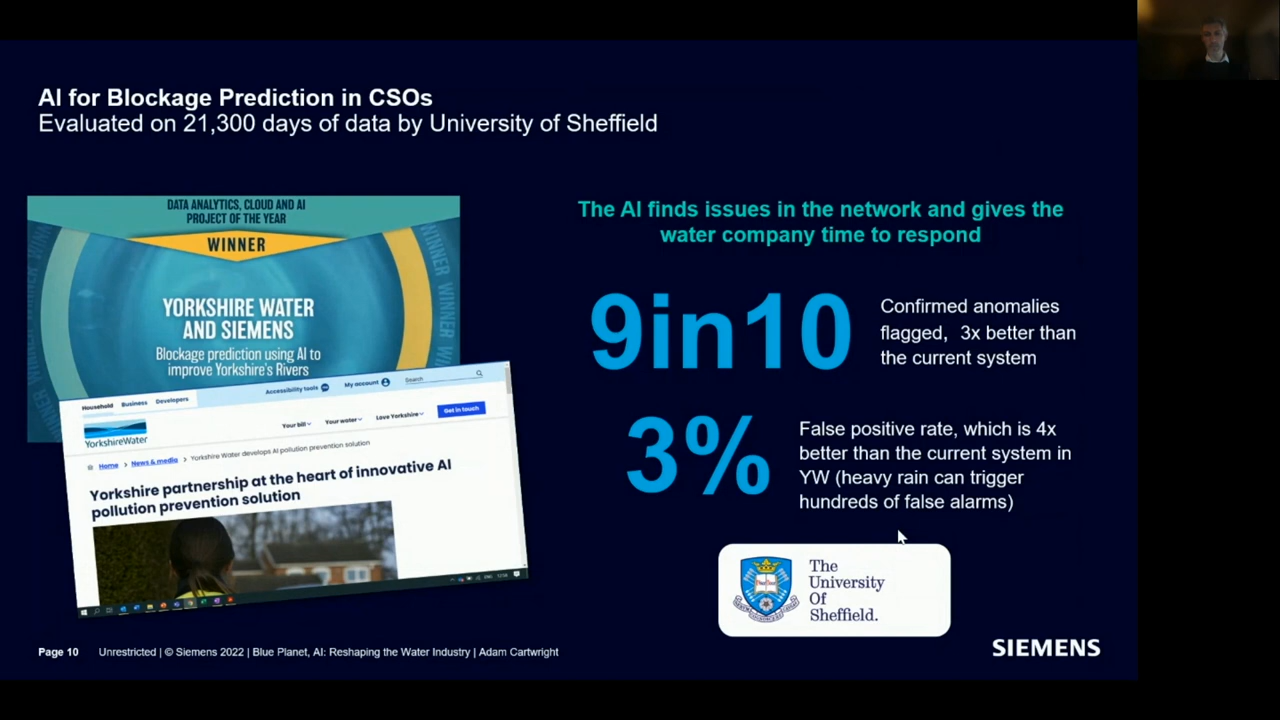 AI for Blockage Prediction in CSOs
Evaluated on 21,300 days of data by University of Sheffield
DATA ANALYTICS, CLOUD AND AI
PROJECT OF THE YEAR
WINNER
YORKSHIRE WATER
AND SIEMENS
Blockage prediction using AI to
improve Yorkshire's Rivers
WINNER
Household Business Developers
Accessibility tools
My account
Search
YorkshireWater
Your bill
Your water
Love Yorkshire
Get in touch
Home > News & media > Yorkshire Water develops AI pollution prevention solution
Yorkshire partnership at the heart of innovative AI
pollution prevention solution
The AI finds issues in the network and gives the
water company time to respond
9in10
Confirmed anomalies
flagged, 3x better than
the current system
3%
False positive rate, which is 4x
better than the current system in
YW (heavy rain can trigger
hundreds of false alarms)
The
University
Of
Sheffield.
Page 10 Unrestricted | © Siemens 2022 | Blue Planet, AI: Reshaping the Water Industry | Adam Cartwright
SIEMENS